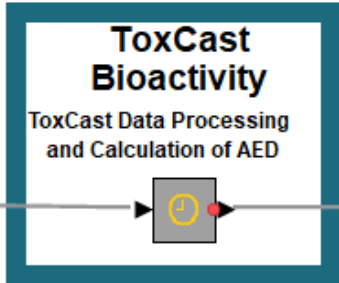 ToxCast
Bioactivity
ToxCast Data Processing
and Calculation of AED